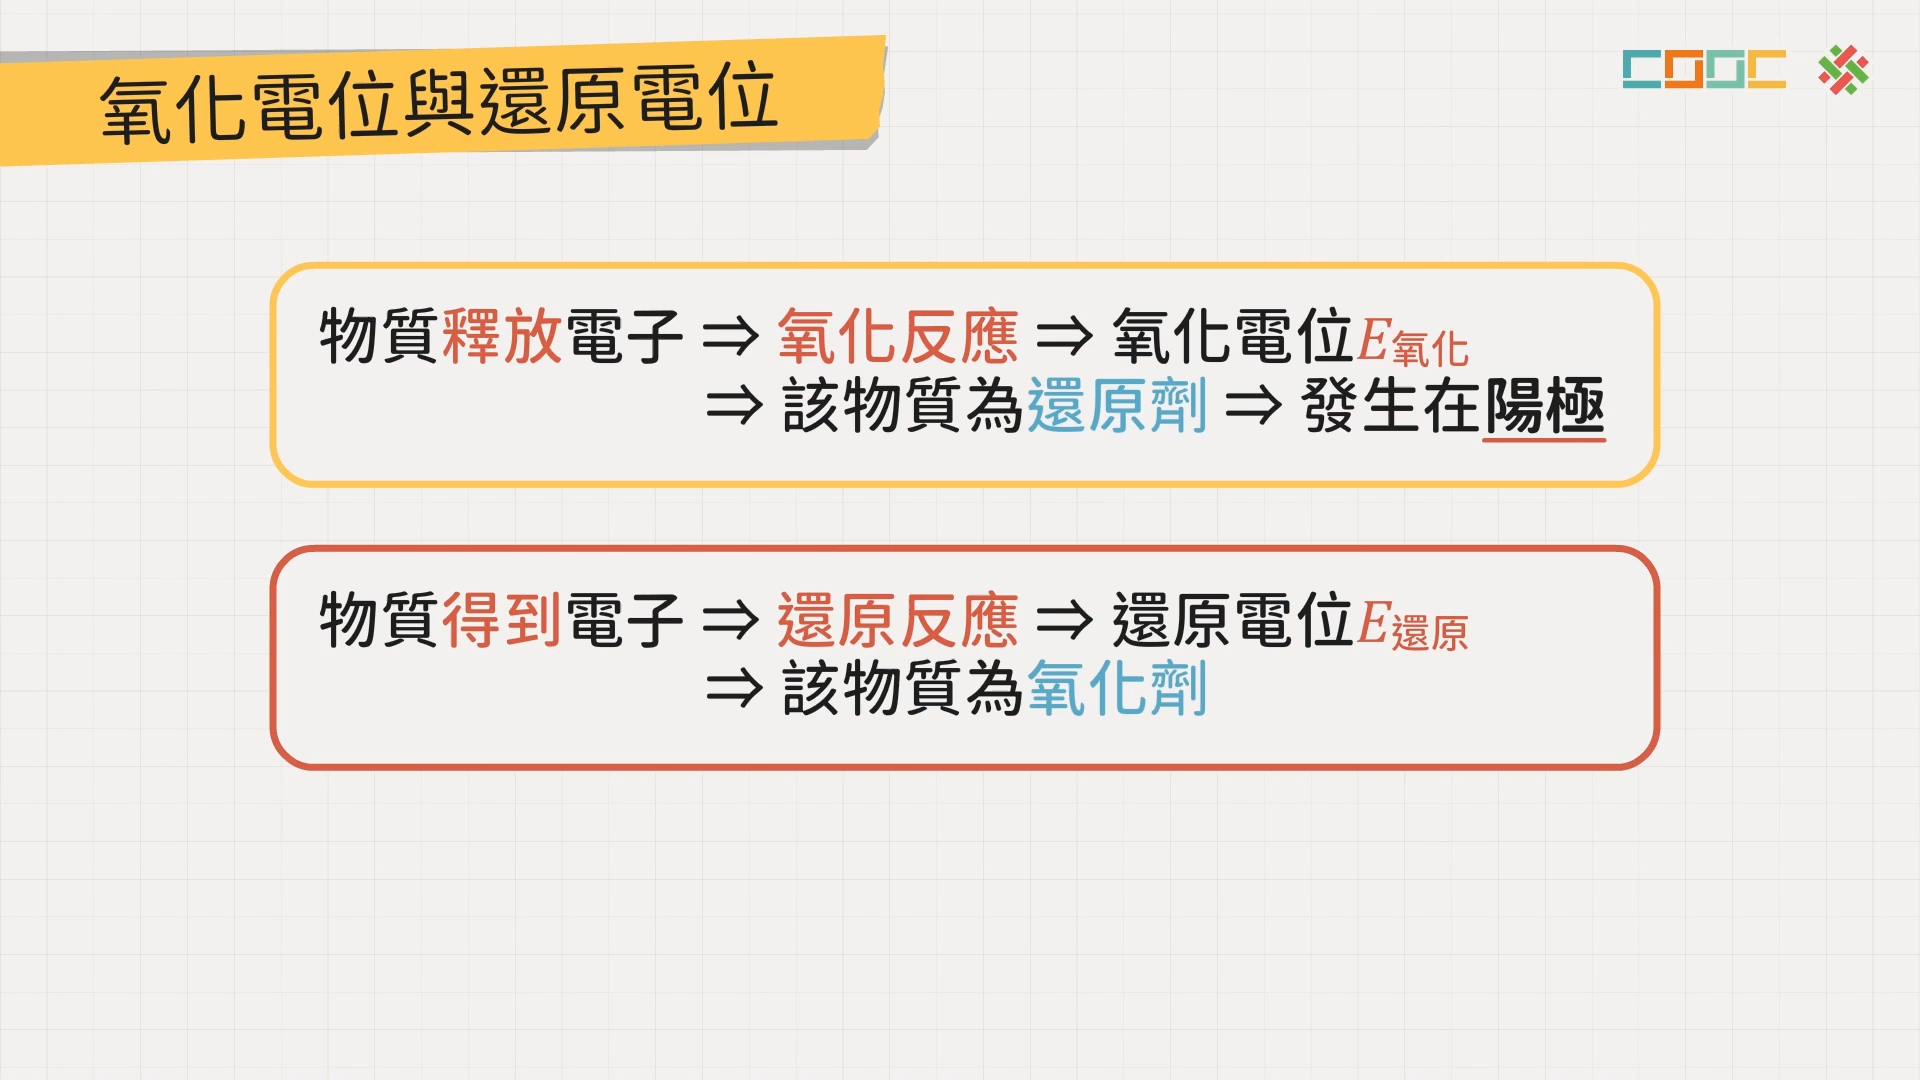 氧化電位與還原電位
COOC
物質釋放電子 ⇒ 氧化反應 ⇒ 氧化電位E氧化
⇒ 該物質為還原劑 ⇒ 發生在陽極
物質得到電子 ⇒ 還原反應 ⇒ 還原電位E還原
⇒ 該物質為氧化劑